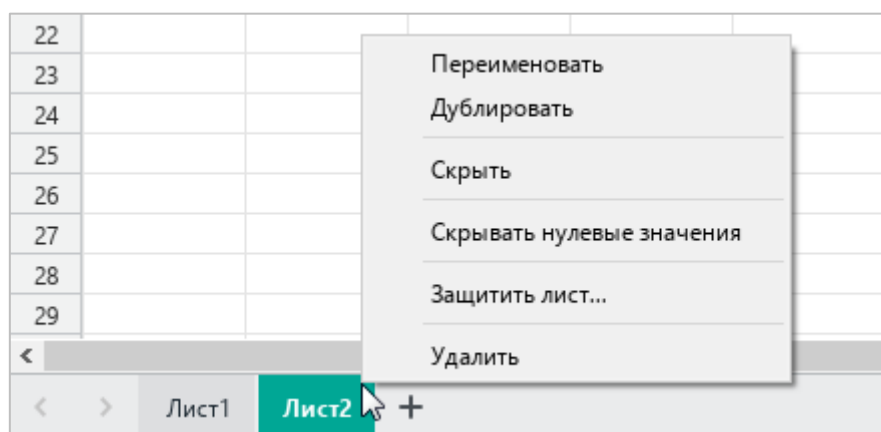 22
Переименовать
23
Дублировать
24
25
Скрыть
26
27
Скрывать нулевые значения
28
Защитить лист...
29
Удалить
Лист1 Лист2 +